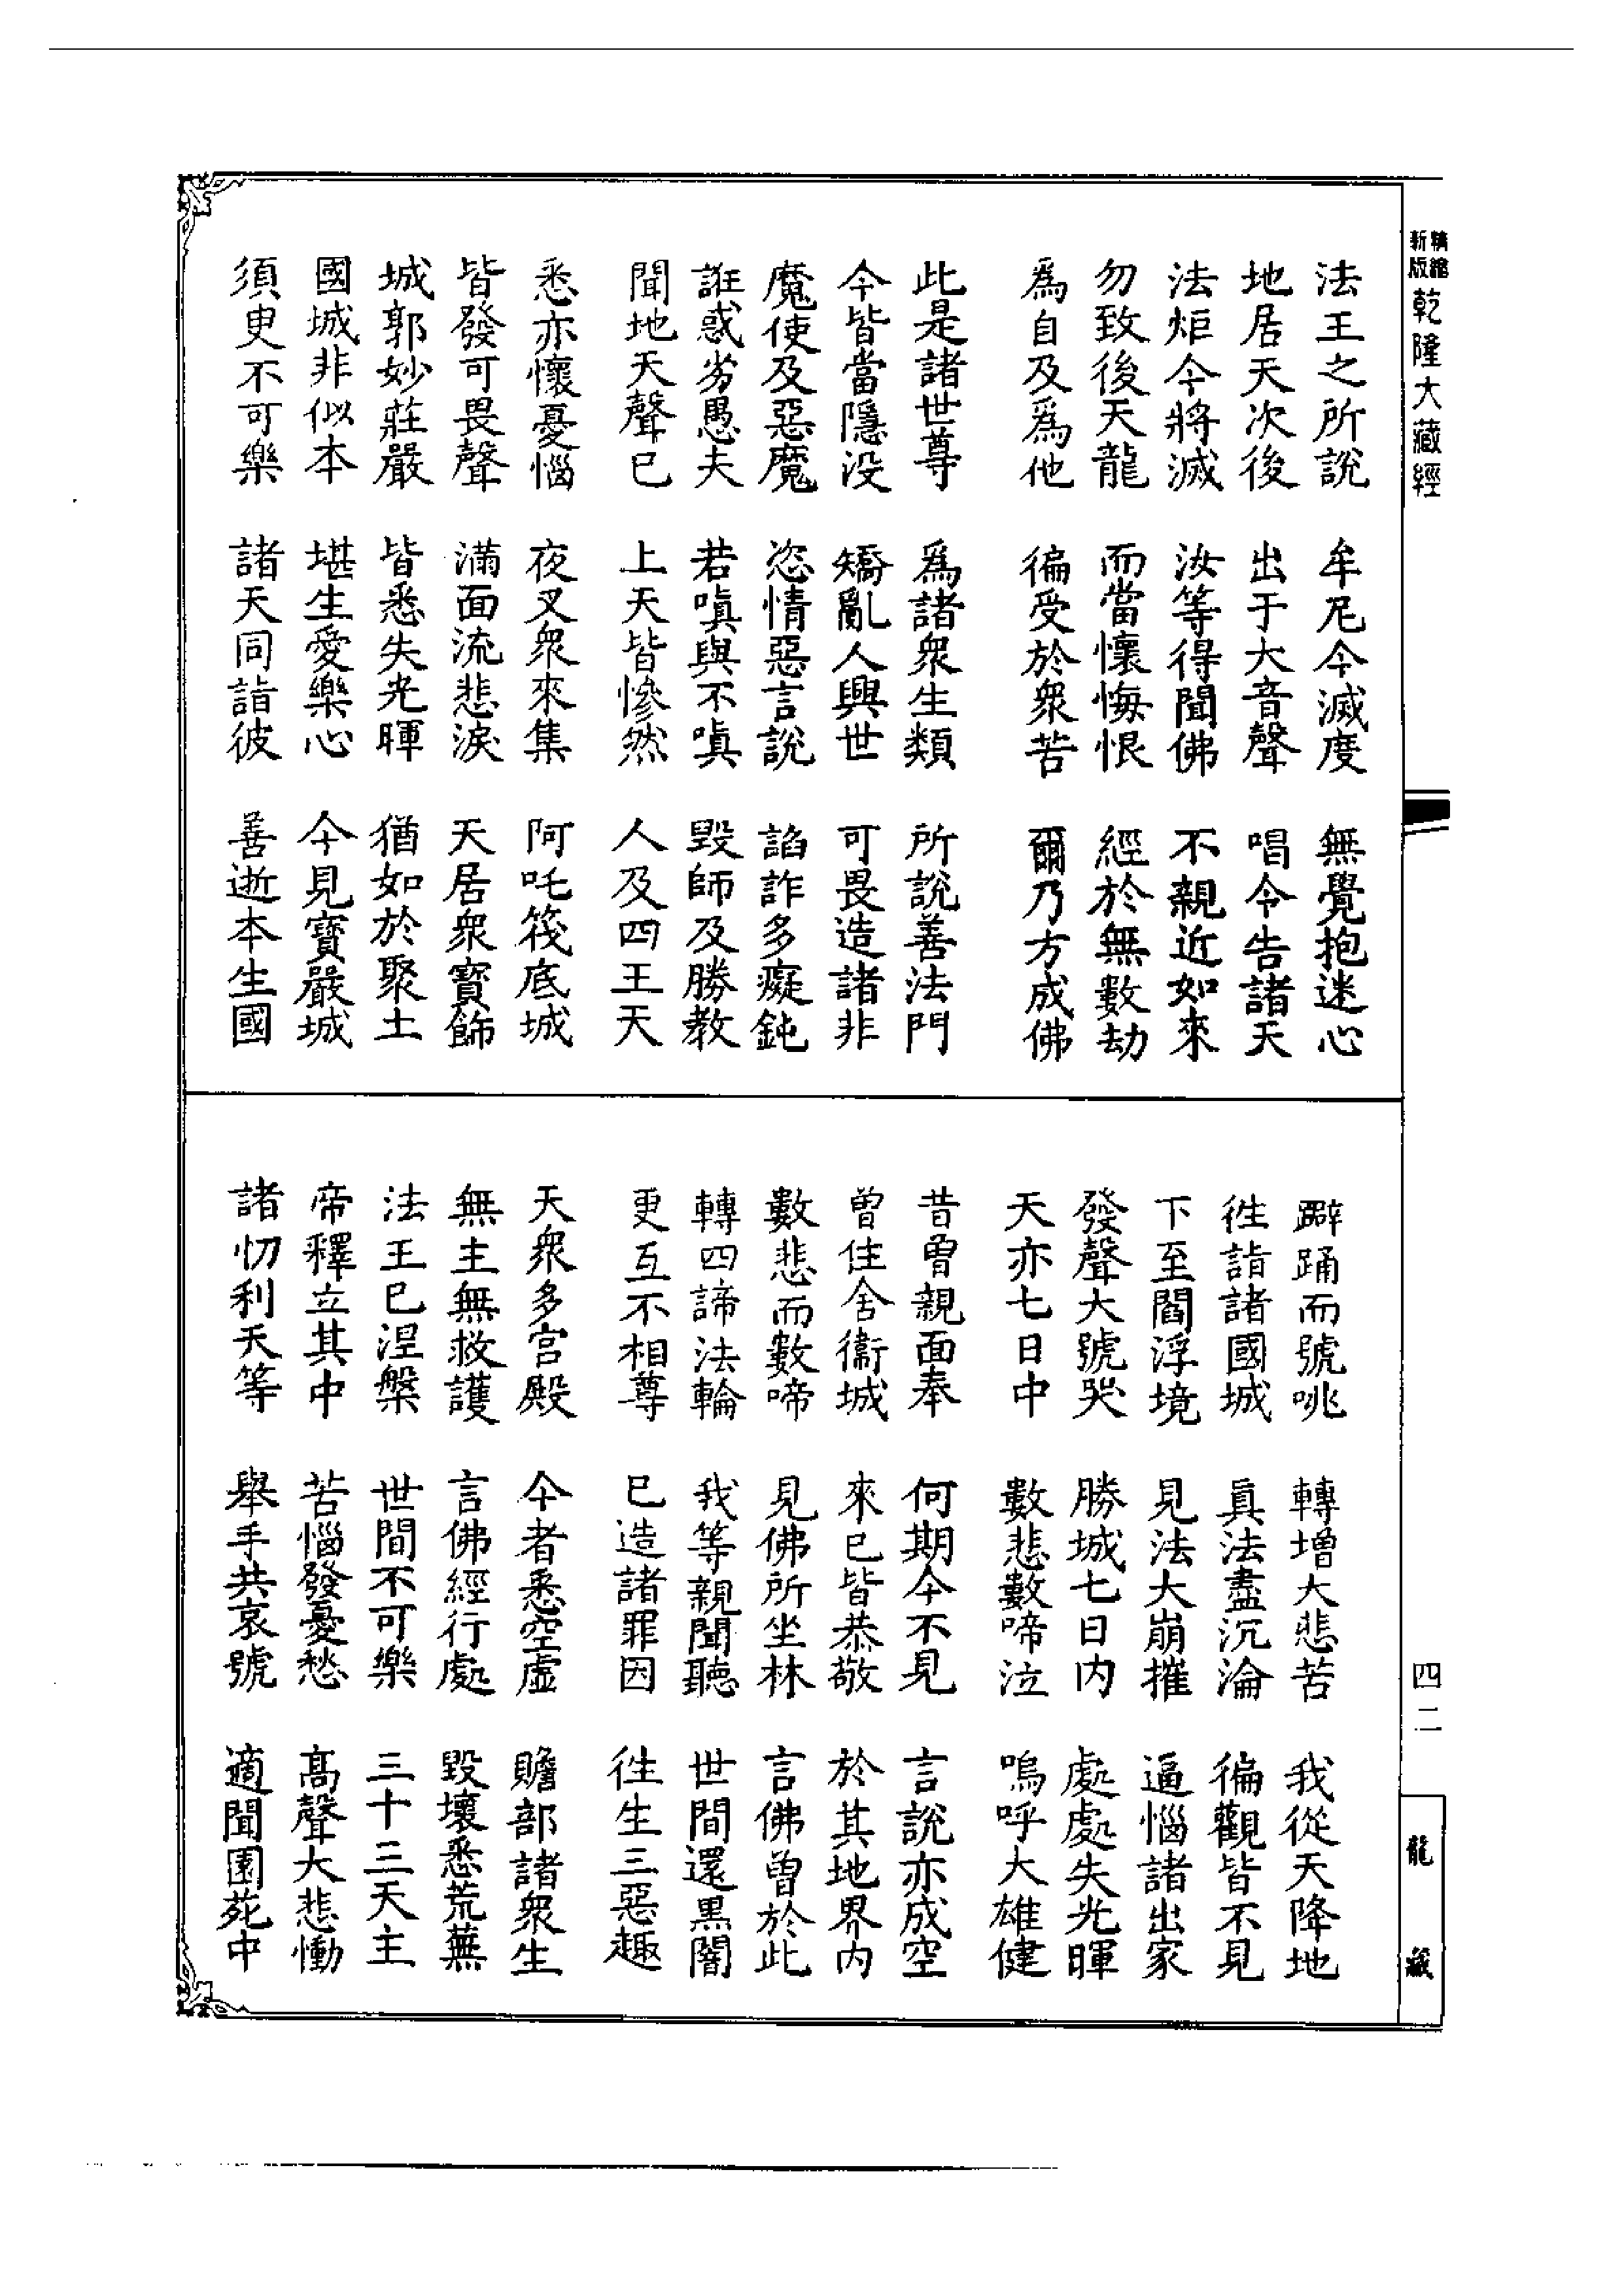 精縮新版乾隆大藏經
法王之所說　牟尼今滅度　無覺抱迷心
地居天次後　出于大音聲　唱令告諸天
法炬今將滅　汝等得聞佛　不親近如來
勿致後天龍　而當懷悔恨　經於無數劫
爲自及爲他　徧受於衆苦　爾乃方成佛
此是諸世尊　爲諸衆生類　所說善法門
今皆當隱没　矯亂人興世　可畏造諸非
魔使及惡魔　恣情惡言說　諂詐多癡鈍
誑惑劣愚夫　若嗔與不嗔　毀師及勝教
聞地天聲已　上天皆慘然　人及四王天
悉亦懷憂惱　夜叉衆來集　阿吒筏底城
皆發可畏聲　滿面流悲淚　天居衆寶飾
城郭妙莊嚴　皆悉失光暉　猶如於聚土
國城非似本　堪生愛樂心　今見寶嚴城
須臾不可樂　諸天同詣彼　善逝本生國
躃踊而號咷　轉增大悲苦　我從天降地
徃詣諸國城　眞法盡沉淪　徧觀皆不見
下至閻浮境　見法大崩摧　逼惱諸出家
發聲大號哭　勝城七日内　處處失光暉
天亦七日中　數悲數啼泣　嗚呼大雄健
昔曾親面奉　何期今不見　言說亦成空
曾住舍衞城　來已皆恭敬　於其地界内
數悲而數啼　見佛所坐林　言佛曾於此
轉四諦法輪　我等親聞聽　世間還黑闇
更互不相尊　已造諸罪因　徃生三惡趣
天衆多宮殿　今者悉空虛　贍部諸衆生
無主無救護　言佛經行處　毀壞悉荒蕪
法王已涅槃　世間不可樂　三十三天主
帝釋立其中　苦惱發憂愁　高聲大悲慟
諸忉利天等　舉手共哀號　適聞園苑中
四二
龍藏